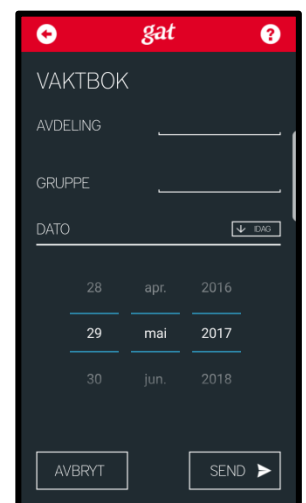 gat ?
VAKTBOK
AVDELING
GRUPPE
DATO IDAG
28 apr. 2016
29 mai 2017
30 jun. 2018
AVBRYT SEND